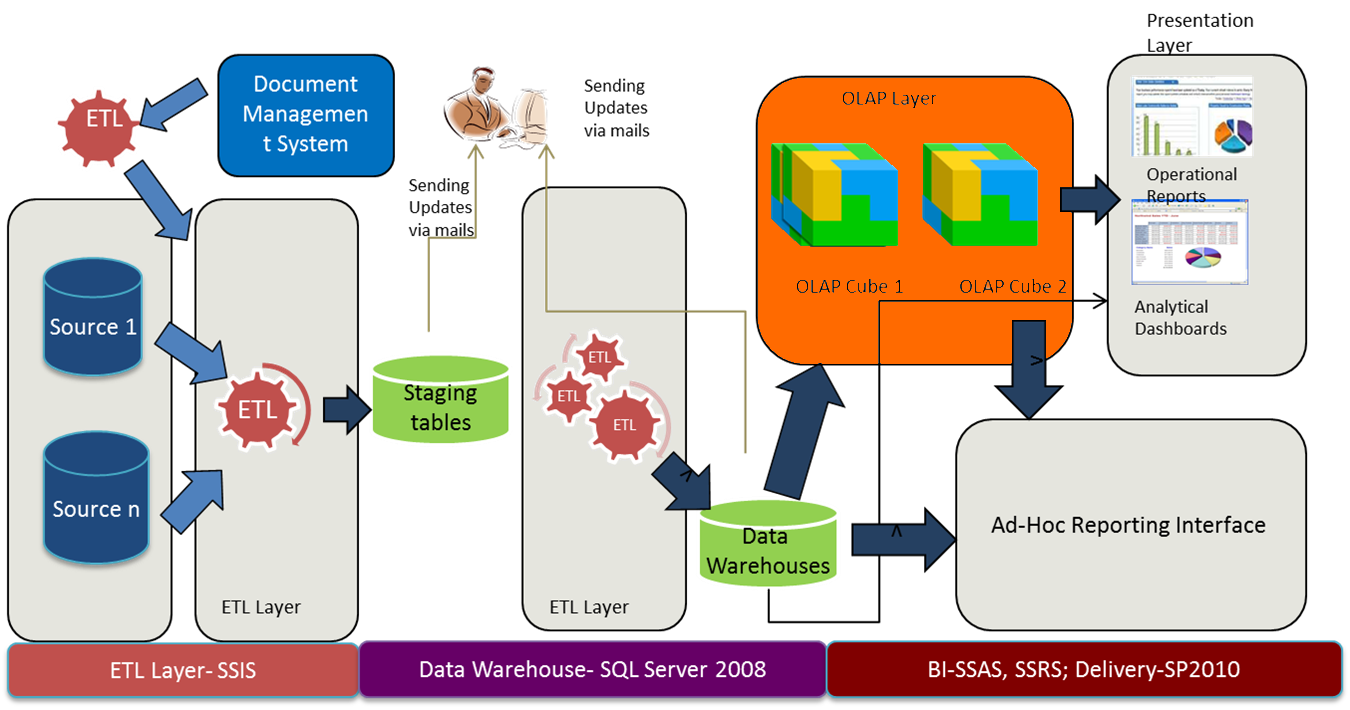 Presentation
Layer
Document
Managemen
t System
ETL
Sending
Updates
via mails
OLAP Layer
Operational
Reports
Sending
Updates
via mails
OLAP Cube 1
OLAP Cube 2
Analytical
Dashboards
Source 1
ETL
Staging
tables
ETL
ETL
ETL
Source n
Data
Warehouses
Ad-Hoc Reporting Interface
ETL Layer
ETL Layer
ETL Layer- SSIS
Data Warehouse- SQL Server 2008
BI-SSAS, SSRS; Delivery-SP2010